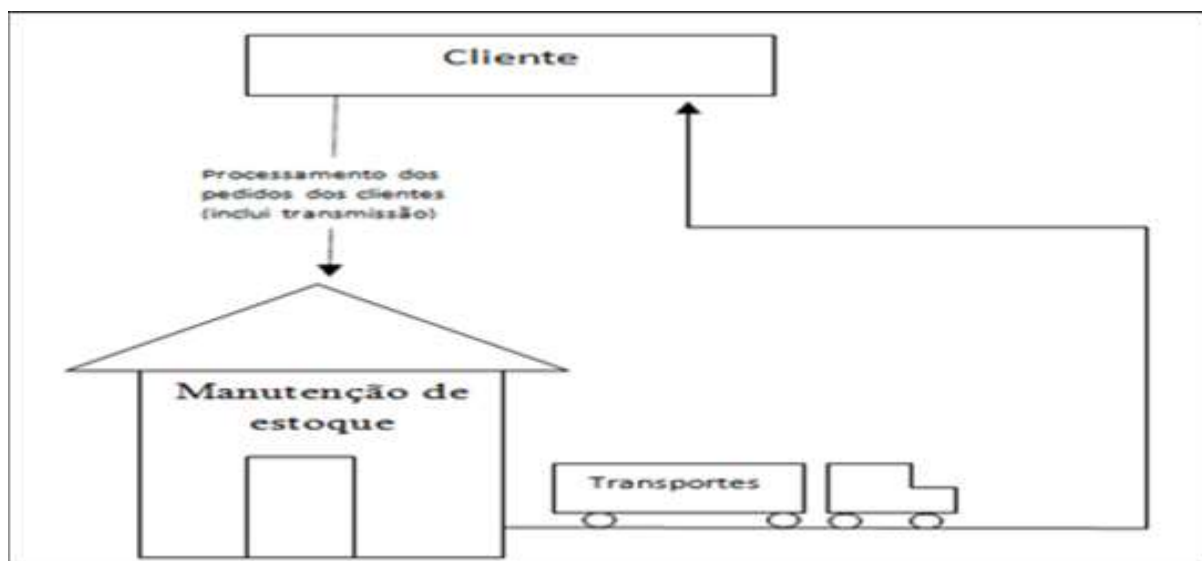 Cliente
Processamento dos
pedidos dos clientes
(inclui transmissão)
Manutenção de
estoque
Transportes